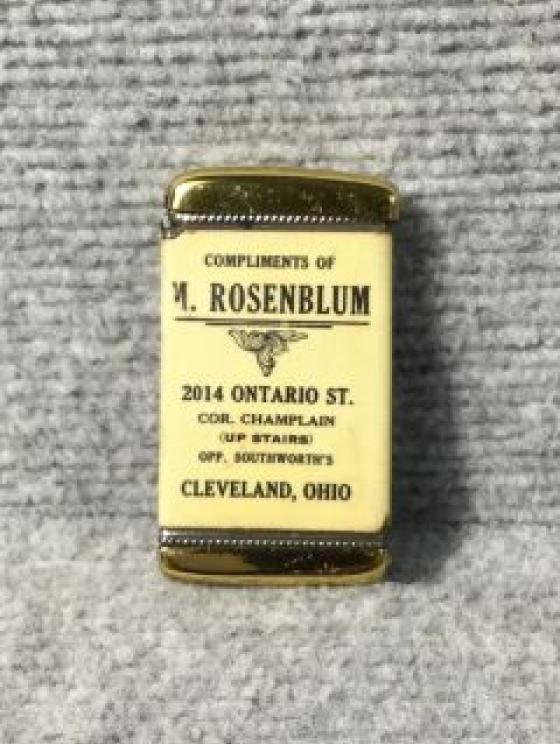 COMPLIMENTS OF
M. ROSENBLUM
2014 ONTARIO ST.
COR. CHAMPLAIN
(UP STAIRS)
OPP. SOUTHWORTH'S
CLEVELAND, OHIO